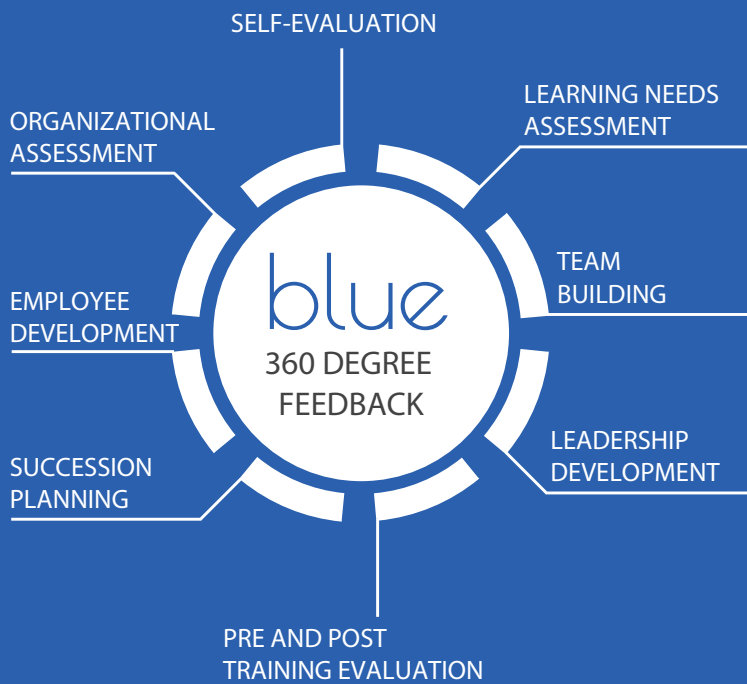 SELF-EVALUATION
LEARNING NEEDS
ASSESSMENT
ORGANIZATIONAL
ASSESSMENT
TEAM
BUILDING
blue
360 DEGREE
FEEDBACK
EMPLOYEE
DEVELOPMENT
LEADERSHIP
DEVELOPMENT
SUCCESSION
PLANNING
PRE AND POST
TRAINING EVALUATION